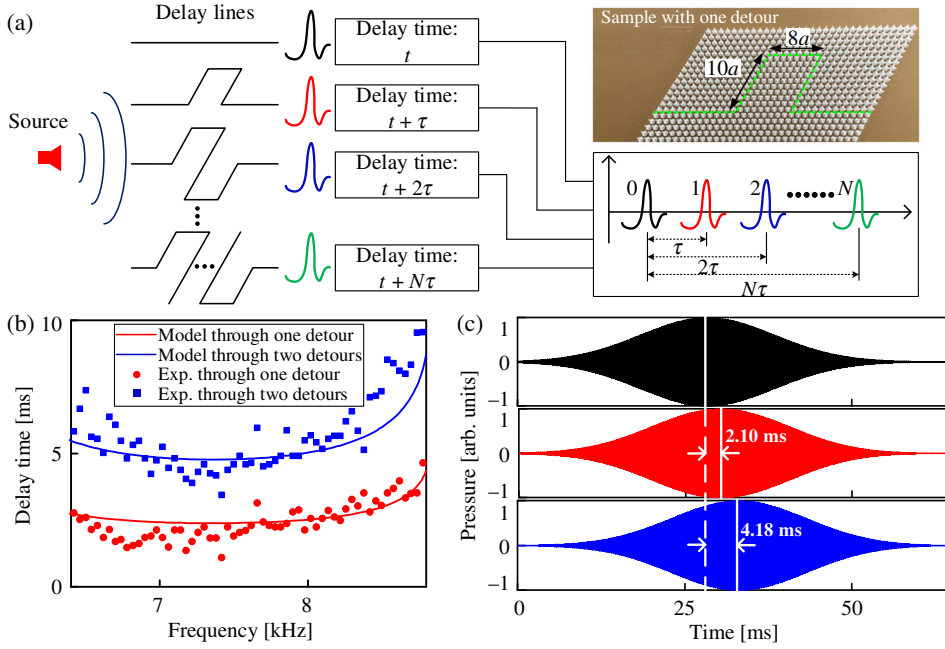 (a)
Delay lines
Source
Delay time:
t
Delay time:
t + τ
Delay time:
t + 2τ
Delay time:
t + Nτ
Sample with one detour
8a
10a
0 1 2 N
τ
2τ
Nτ
(b)
10
5
0
Delay time [ms]
Model through one detour
Model through two detours
Exp. through one detour
Exp. through two detours
7 8
Frequency [kHz]
(c)
Pressure [arb. units]
1
0
−1
1
0
−1
1
0
−1
2.10 ms
4.18 ms
0 25 50
Time [ms]